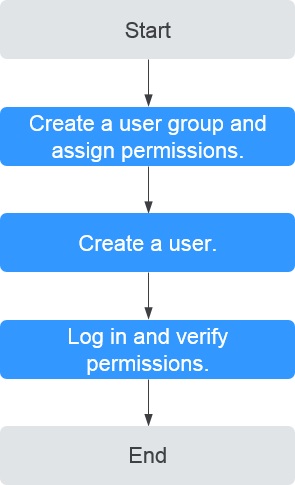 Start
Create a user group and
assign permissions.
Create a user.
Log in and verify
permissions.
End